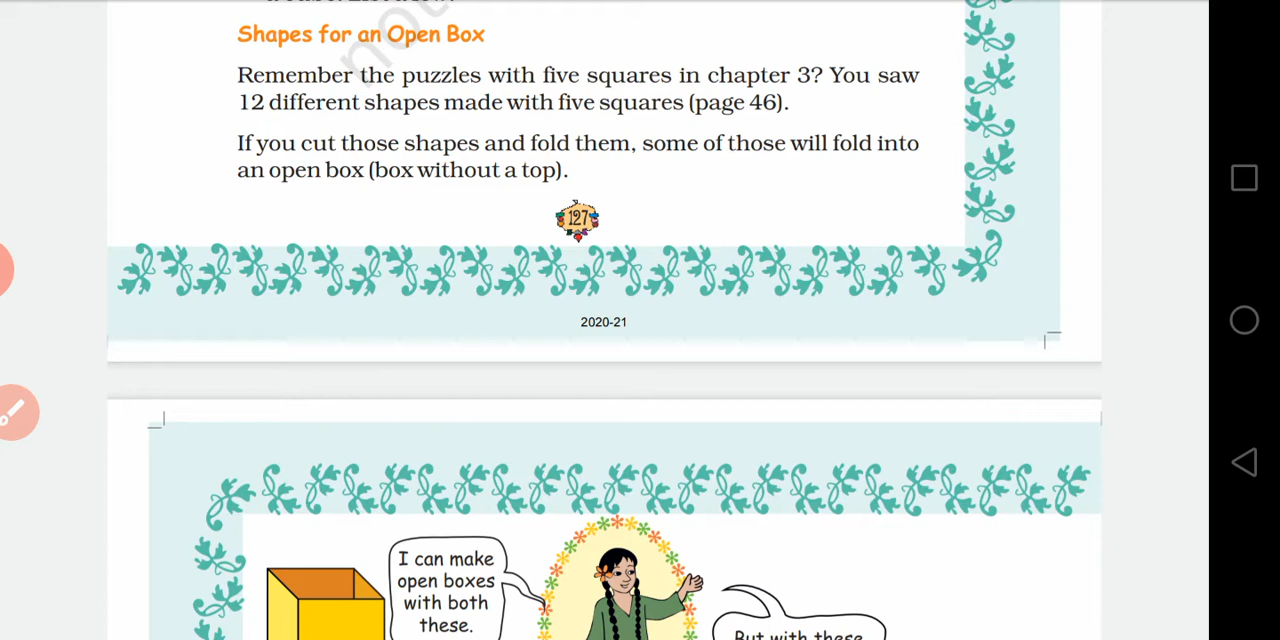 Shapes for an Open Box
Remember the puzzles with five squares in chapter 3? You saw
12 different shapes made with five squares (page 46).
If you cut those shapes and fold them, some of those will fold into
an open box (box without a top).
127
2020-21
I can make
open boxes
with both
these.
But with these